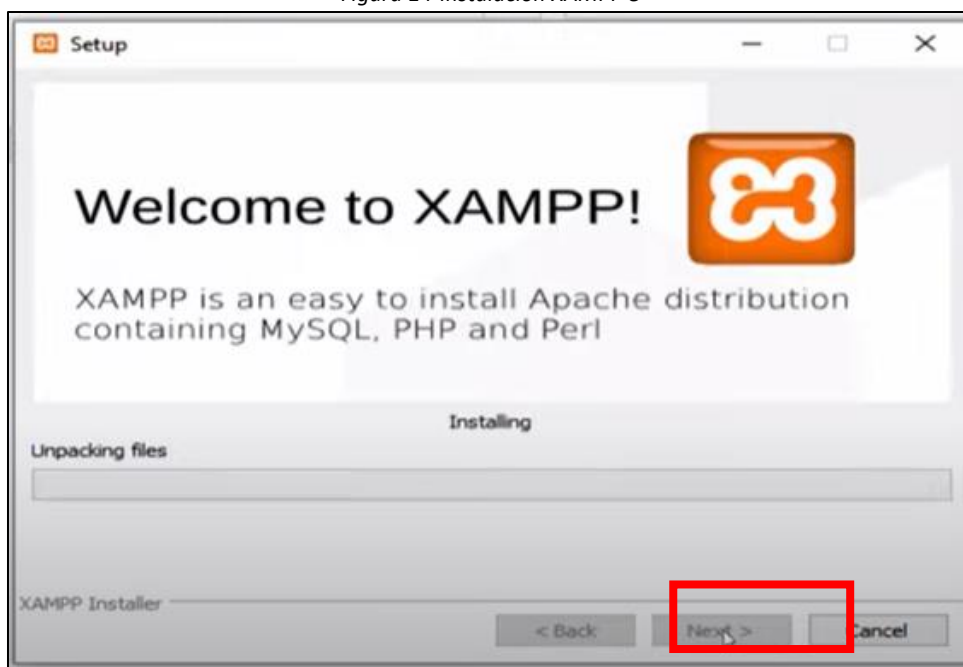 Setup
Welcome to XAMPP!
XAMPP is an easy to install Apache distribution
containing MySQL, PHP and Perl
Installing
Unpacking files
XAMPP Installer
< Back
Next >
Cancel